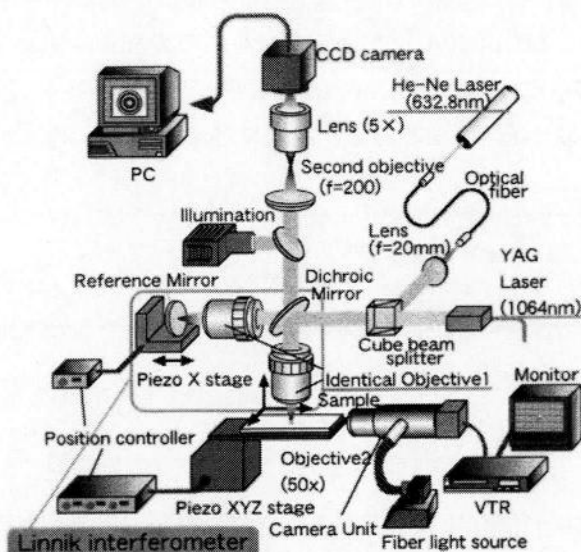 CCD camera
He-Ne Laser
(632.8nm)
Lens (5×)
PC
Second objective
(f=200)
Optical
fiber
Illumination
Lens
(f=20mm)
YAG
Laser
(1064nm)
Reference Mirror
Dichroic
Mirror
Cube beam
splitter
Piezo X stage
Identical Objective1
Sample
Monitor
Position controller
Objective2
(50x)
Piezo XYZ stage
Camera Unit
VTR
Fiber light source
Linnik interferometer